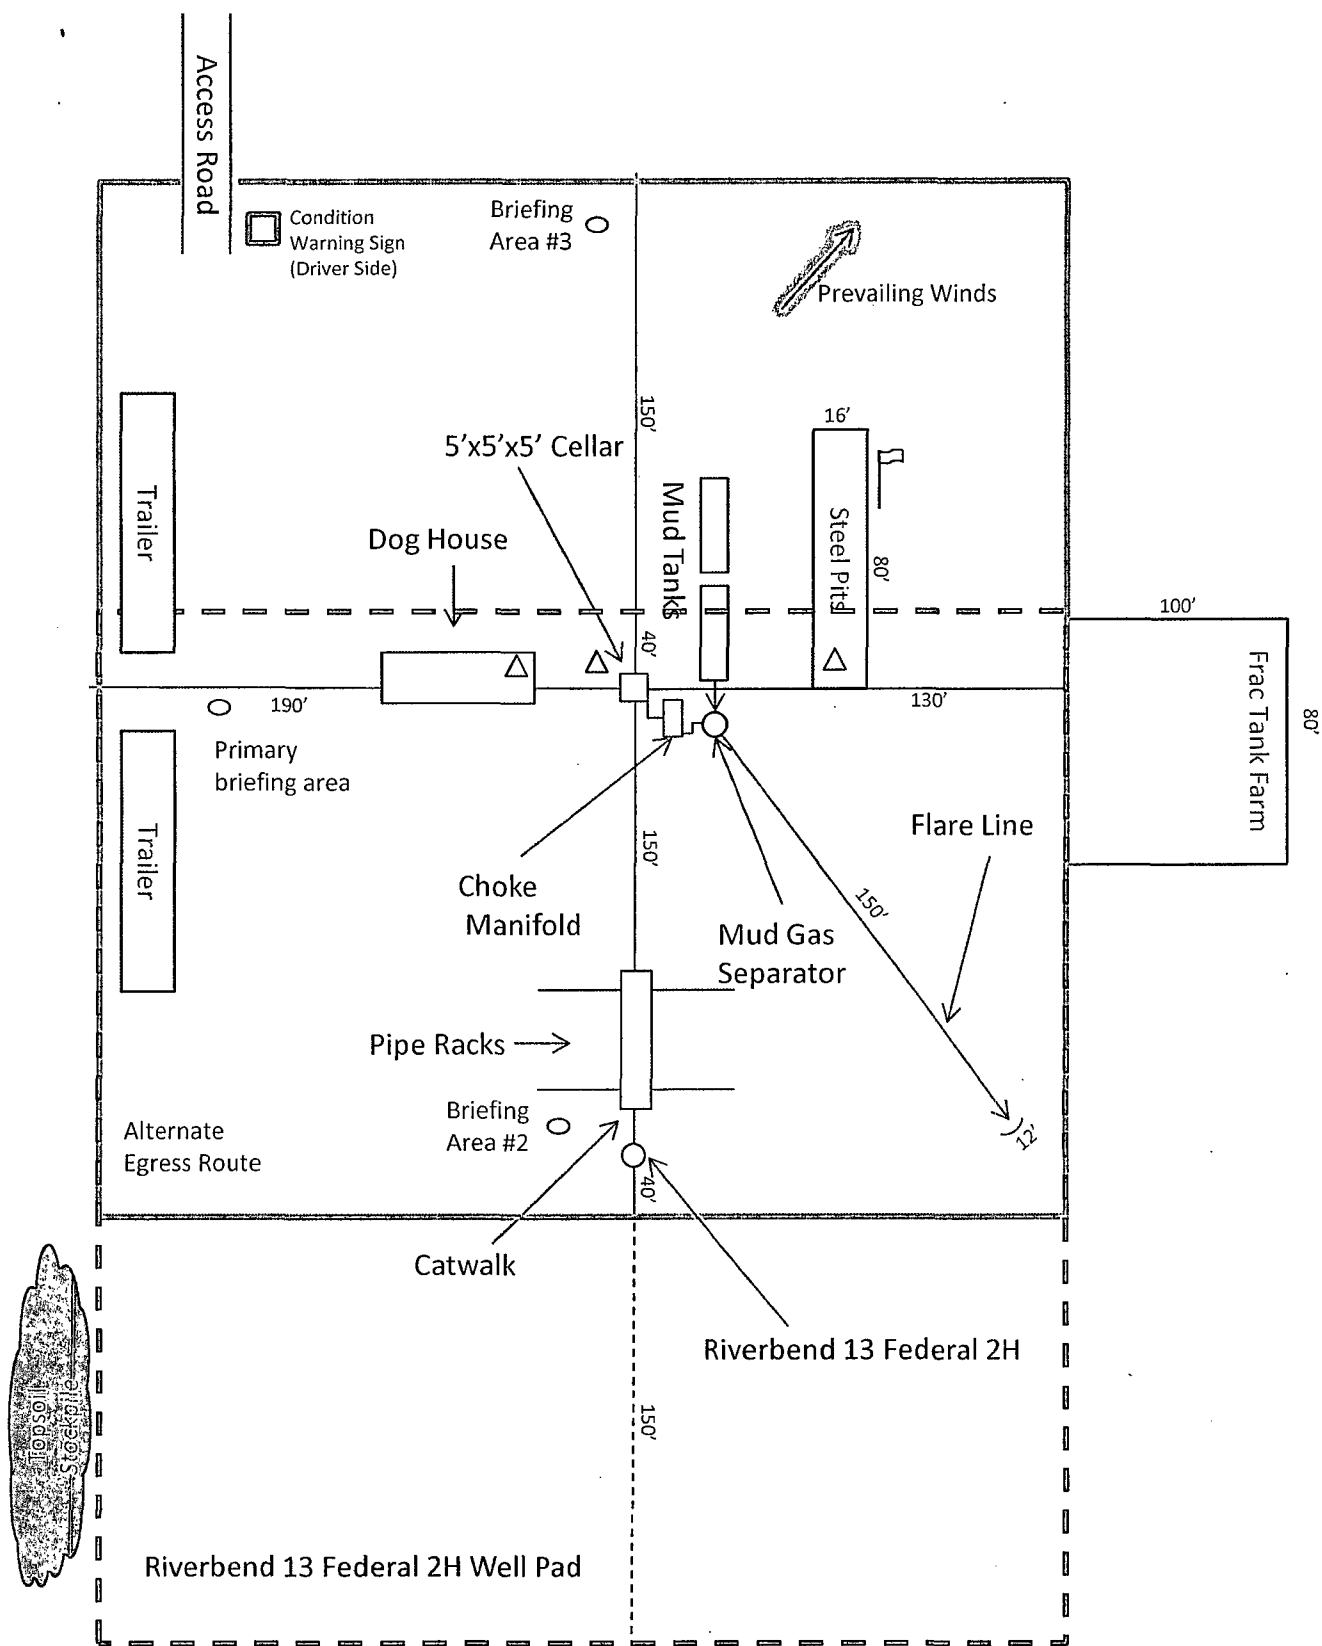 Access Road
Condition
Warning Sign
(Driver Side)
Briefing
Area #3
Prevailing Winds
150'
16'
5'x5'x5' Cellar
Trailer
Mud Tanks
Steel Pits
Dog House
80'
100'
40'
Frac Tank Farm
80'
190'
130'
Primary
briefing area
Trailer
Flare Line
150'
Choke
Manifold
150'
Mud Gas
Separator
Pipe Racks
Briefing
Area #2
Alternate
Egress Route
12'
40'
Catwalk
Riverbend 13 Federal 2H
Topsoil
Stockpile
150'
Riverbend 13 Federal 2H Well Pad